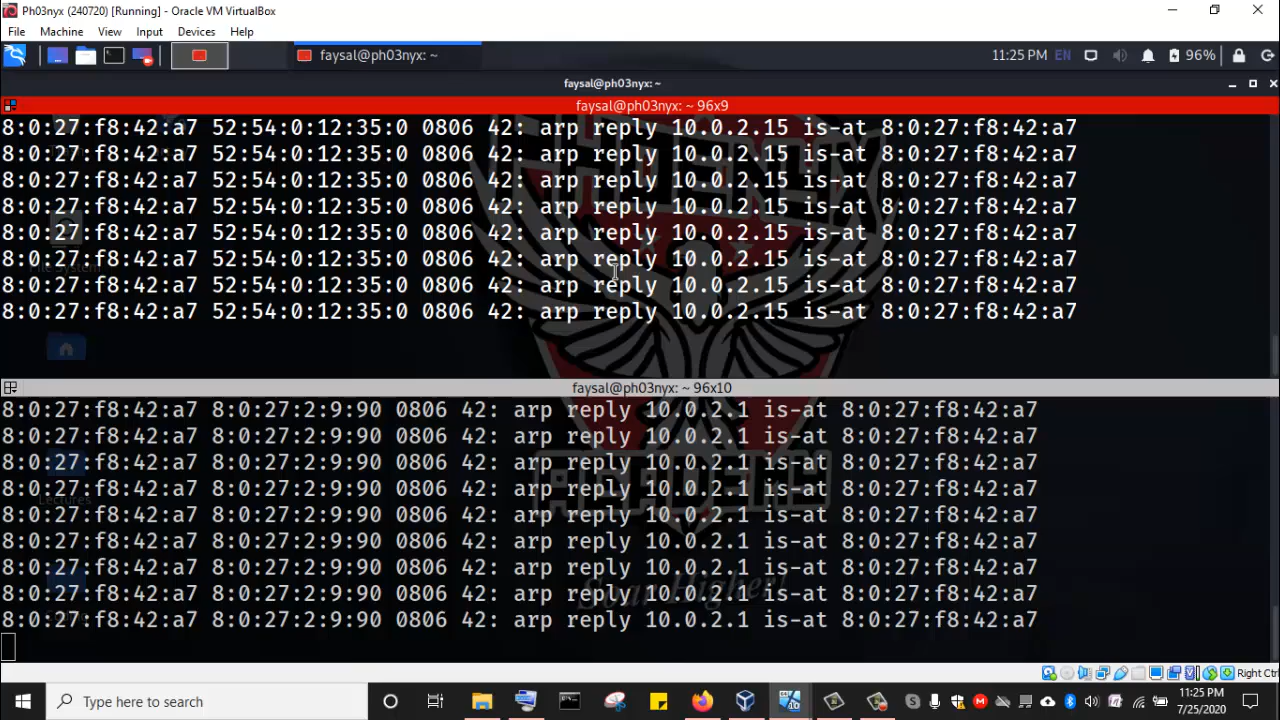 Ph03nyx (240720) [Running] - Oracle VM VirtualBox
File Machine View Input Devices Help
faysal@ph03nyx: ~
11:25 PM EN 96%
faysal@ph03nyx: ~
faysal@ph03nyx: ~ 96x9
8:0:27:f8:42:a7 52:54:0:12:35:0 0806 42: arp reply 10.0.2.15 is-at 8:0:27:f8:42:a7
8:0:27:f8:42:a7 52:54:0:12:35:0 0806 42: arp reply 10.0.2.15 is-at 8:0:27:f8:42:a7
8:0:27:f8:42:a7 52:54:0:12:35:0 0806 42: arp reply 10.0.2.15 is-at 8:0:27:f8:42:a7
8:0:27:f8:42:a7 52:54:0:12:35:0 0806 42: arp reply 10.0.2.15 is-at 8:0:27:f8:42:a7
8:0:27:f8:42:a7 52:54:0:12:35:0 0806 42: arp reply 10.0.2.15 is-at 8:0:27:f8:42:a7
8:0:27:f8:42:a7 52:54:0:12:35:0 0806 42: arp reply 10.0.2.15 is-at 8:0:27:f8:42:a7
8:0:27:f8:42:a7 52:54:0:12:35:0 0806 42: arp reply 10.0.2.15 is-at 8:0:27:f8:42:a7
8:0:27:f8:42:a7 52:54:0:12:35:0 0806 42: arp reply 10.0.2.15 is-at 8:0:27:f8:42:a7
PHOENIX
File System
faysal@ph03nyx: ~ 96x10
8:0:27:f8:42:a7 8:0:27:2:9:90 0806 42: arp reply 10.0.2.1 is-at 8:0:27:f8:42:a7
8:0:27:f8:42:a7 8:0:27:2:9:90 0806 42: arp reply 10.0.2.1 is-at 8:0:27:f8:42:a7
8:0:27:f8:42:a7 8:0:27:2:9:90 0806 42: arp reply 10.0.2.1 is-at 8:0:27:f8:42:a7
8:0:27:f8:42:a7 8:0:27:2:9:90 0806 42: arp reply 10.0.2.1 is-at 8:0:27:f8:42:a7
8:0:27:f8:42:a7 8:0:27:2:9:90 0806 42: arp reply 10.0.2.1 is-at 8:0:27:f8:42:a7
8:0:27:f8:42:a7 8:0:27:2:9:90 0806 42: arp reply 10.0.2.1 is-at 8:0:27:f8:42:a7
8:0:27:f8:42:a7 8:0:27:2:9:90 0806 42: arp reply 10.0.2.1 is-at 8:0:27:f8:42:a7
8:0:27:f8:42:a7 8:0:27:2:9:90 0806 42: arp reply 10.0.2.1 is-at 8:0:27:f8:42:a7
8:0:27:f8:42:a7 8:0:27:2:9:90 0806 42: arp reply 10.0.2.1 is-at 8:0:27:f8:42:a7
ACADEMY
Lectures
Soar Higher!
Right Ctrl
Type here to search
11:25 PM
7/25/2020